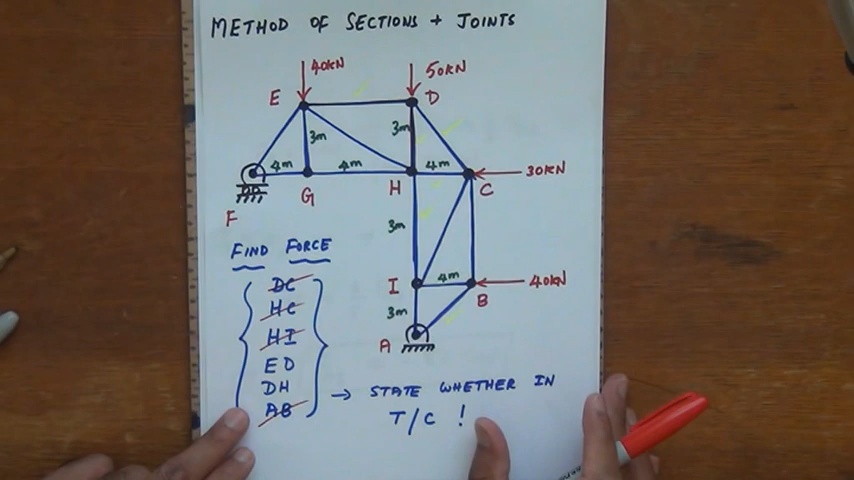 METHOD OF SECTIONS + JOINTS
40kN
50kN
E
D
3m
3m
4m
4m
4m
30kN
F
G
H
C
3m
FIND FORCE
DC
HC
HI
ED
DH
AB
I
4m
B
40kN
3m
A
→ STATE WHETHER IN
T/C !